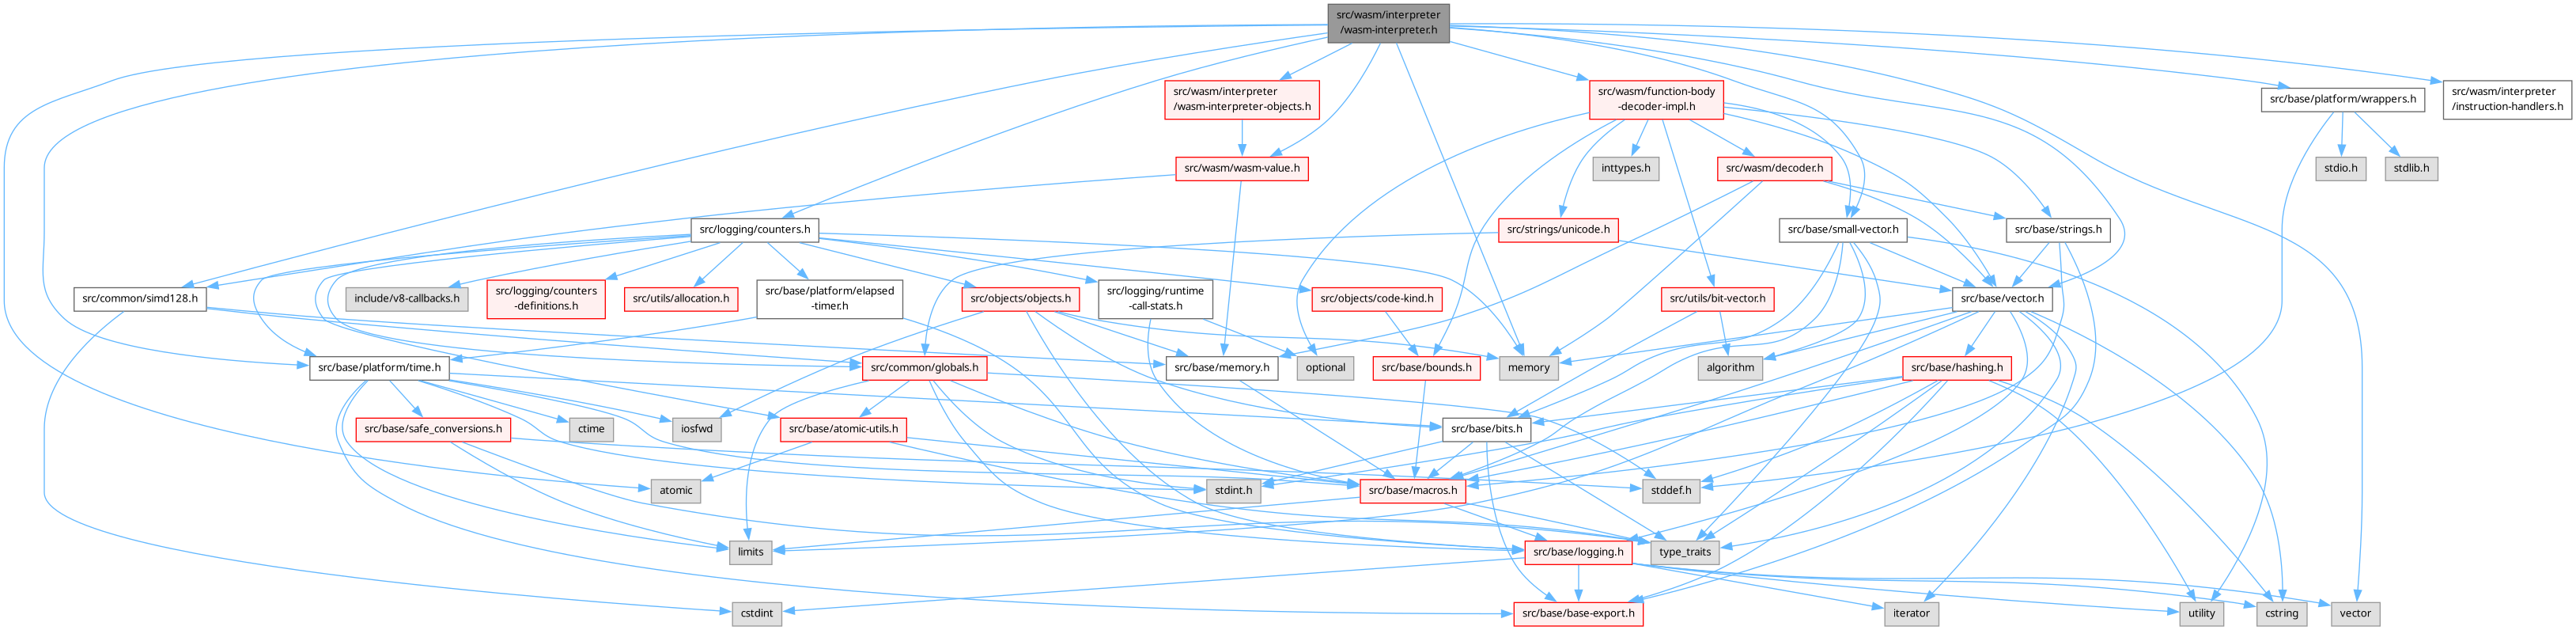 src/wasm/interpreter
/wasm-interpreter.h
src/wasm/interpreter
/wasm-interpreter-objects.h
src/wasm/function-body
-decoder-impl.h
src/base/platform/wrappers.h
src/wasm/interpreter
/instruction-handlers.h
src/wasm/wasm-value.h
inttypes.h
src/wasm/decoder.h
stdio.h
stdlib.h
src/logging/counters.h
src/strings/unicode.h
src/base/small-vector.h
src/base/strings.h
src/common/simd128.h
include/v8-callbacks.h
src/logging/counters
-definitions.h
src/utils/allocation.h
src/base/platform/elapsed
-timer.h
src/objects/objects.h
src/logging/runtime
-call-stats.h
src/objects/code-kind.h
src/utils/bit-vector.h
src/base/vector.h
src/base/platform/time.h
src/common/globals.h
src/base/memory.h
optional
src/base/bounds.h
memory
algorithm
src/base/hashing.h
src/base/safe_conversions.h
ctime
iosfwd
src/base/atomic-utils.h
src/base/bits.h
atomic
stdint.h
src/base/macros.h
stddef.h
limits
src/base/logging.h
type_traits
cstdint
src/base/base-export.h
iterator
utility
cstring
vector